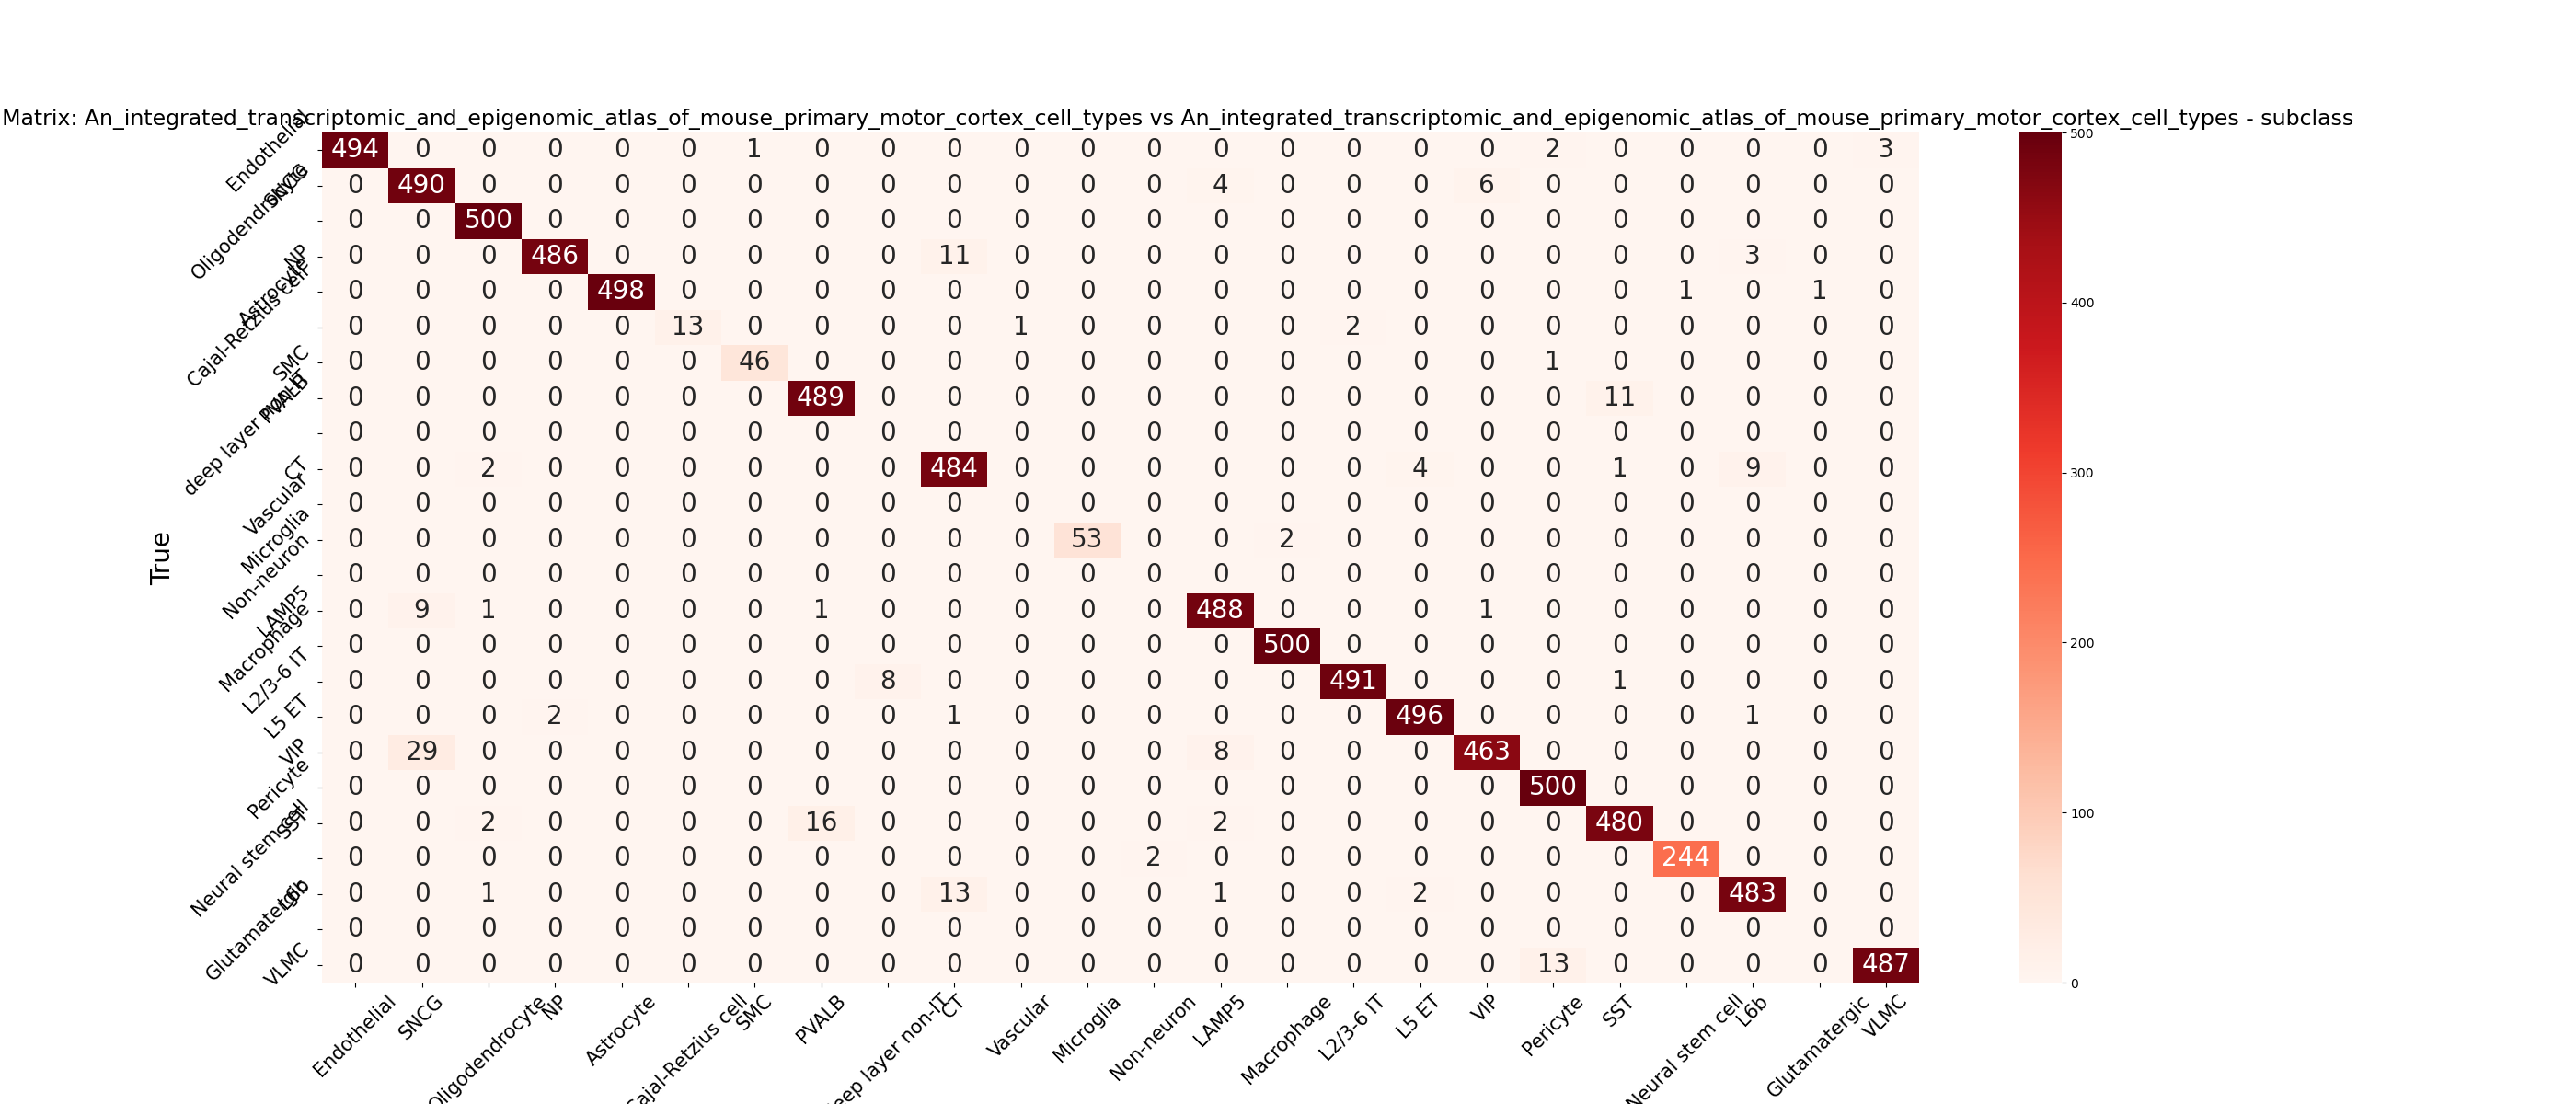 Matrix: An_integrated_transcriptomic_and_epigenomic_atlas_of_mouse_primary_motor_cortex_cell_types vs An_integrated_transcriptomic_and_epigenomic_atlas_of_mouse_primary_motor_cortex_cell_types - subclass
Endothelial 494 0 0 0 0 0 1 0 0 0 0 0 0 0 0 0 0 0 2 0 0 0 0 3
SNCG 0 490 0 0 0 0 0 0 0 0 0 0 0 4 0 0 0 6 0 0 0 0 0 0
Oligodendrocyte 0 0 500 0 0 0 0 0 0 0 0 0 0 0 0 0 0 0 0 0 0 0 0 0
NP 0 0 0 486 0 0 0 0 0 11 0 0 0 0 0 0 0 0 0 0 0 3 0 0
Astrocyte 0 0 0 0 498 0 0 0 0 0 0 0 0 0 0 0 0 0 0 0 1 0 1 0
Cajal-Retzius cell 0 0 0 0 0 13 0 0 0 0 1 0 0 0 0 2 0 0 0 0 0 0 0 0
SMC 0 0 0 0 0 0 46 0 0 0 0 0 0 0 0 0 0 0 1 0 0 0 0 0
PVALB 0 0 0 0 0 0 0 489 0 0 0 0 0 0 0 0 0 0 0 11 0 0 0 0
deep layer non-IT 0 0 0 0 0 0 0 0 0 0 0 0 0 0 0 0 0 0 0 0 0 0 0 0
CT 0 0 2 0 0 0 0 0 0 484 0 0 0 0 0 0 4 0 0 1 0 9 0 0
Vascular 0 0 0 0 0 0 0 0 0 0 0 0 0 0 0 0 0 0 0 0 0 0 0 0
Microglia 0 0 0 0 0 0 0 0 0 0 0 53 0 0 2 0 0 0 0 0 0 0 0 0
Non-neuron 0 0 0 0 0 0 0 0 0 0 0 0 0 0 0 0 0 0 0 0 0 0 0 0
LAMP5 0 9 1 0 0 0 0 1 0 0 0 0 0 488 0 0 0 1 0 0 0 0 0 0
Macrophage 0 0 0 0 0 0 0 0 0 0 0 0 0 0 500 0 0 0 0 0 0 0 0 0
L2/3-6 IT 0 0 0 0 0 0 0 0 8 0 0 0 0 0 0 491 0 0 0 1 0 0 0 0
L5 ET 0 0 0 2 0 0 0 0 0 1 0 0 0 0 0 0 496 0 0 0 0 1 0 0
VIP 0 29 0 0 0 0 0 0 0 0 0 0 0 8 0 0 0 463 0 0 0 0 0 0
Pericyte 0 0 0 0 0 0 0 0 0 0 0 0 0 0 0 0 0 0 500 0 0 0 0 0
SST 0 0 2 0 0 0 0 16 0 0 0 0 0 2 0 0 0 0 0 480 0 0 0 0
Neural stem cell 0 0 0 0 0 0 0 0 0 0 0 0 2 0 0 0 0 0 0 0 244 0 0 0
L6b 0 0 1 0 0 0 0 0 0 13 0 0 0 1 0 0 2 0 0 0 0 483 0 0
Glutamatergic 0 0 0 0 0 0 0 0 0 0 0 0 0 0 0 0 0 0 0 0 0 0 0 0
VLMC 0 0 0 0 0 0 0 0 0 0 0 0 0 0 0 0 0 0 13 0 0 0 0 487
True
Endothelial SNCG Oligodendrocyte NP Astrocyte Cajal-Retzius cell SMC PVALB eep layer non-IT CT Vascular Microglia Non-neuron LAMP5 Macrophage L2/3-6 IT L5 ET VIP Pericyte SST Neural stem cell L6b Glutamatergic VLMC
500
400
300
200
100
0